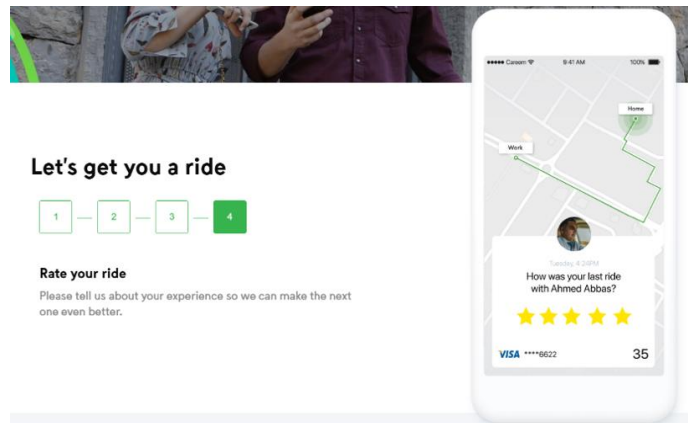 Let's get you a ride
1
2
3
4
Rate your ride
Please tell us about your experience so we can make the next
one even better.
Careem
9:41 AM
100%
Home
Work
Tuesday, 4:24PM
How was your last ride
with Ahmed Abbas?
VISA ****6622
35